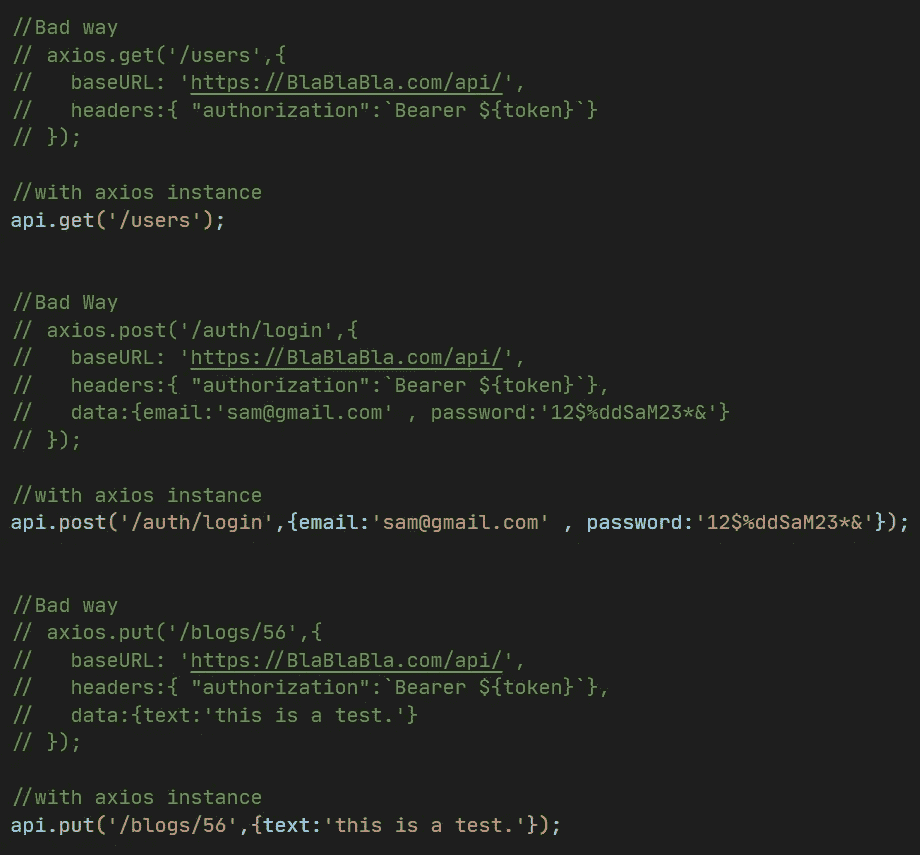 //Bad way
// axios.get('/users',{
//   baseURL: 'https://BlaBlaBla.com/api/',
//   headers:{ "authorization":`Bearer ${token}`}
// });
//with axios instance
api.get('/users');
//Bad Way
// axios.post('/auth/login',{
//   baseURL: 'https://BlaBlaBla.com/api/',
//   headers:{ "authorization":`Bearer ${token}`},
//   data:{email:'sam@gmail.com' , password:'12$%ddSaM23*&'}
// });
//with axios instance
api.post('/auth/login',{email:'sam@gmail.com' , password:'12$%ddSaM23*&'});
//Bad way
// axios.put('/blogs/56',{
//   baseURL: 'https://BlaBlaBla.com/api/',
//   headers:{ "authorization":`Bearer ${token}`},
//   data:{text:'this is a test.'}
// });
//with axios instance
api.put('/blogs/56',{text:'this is a test.'});